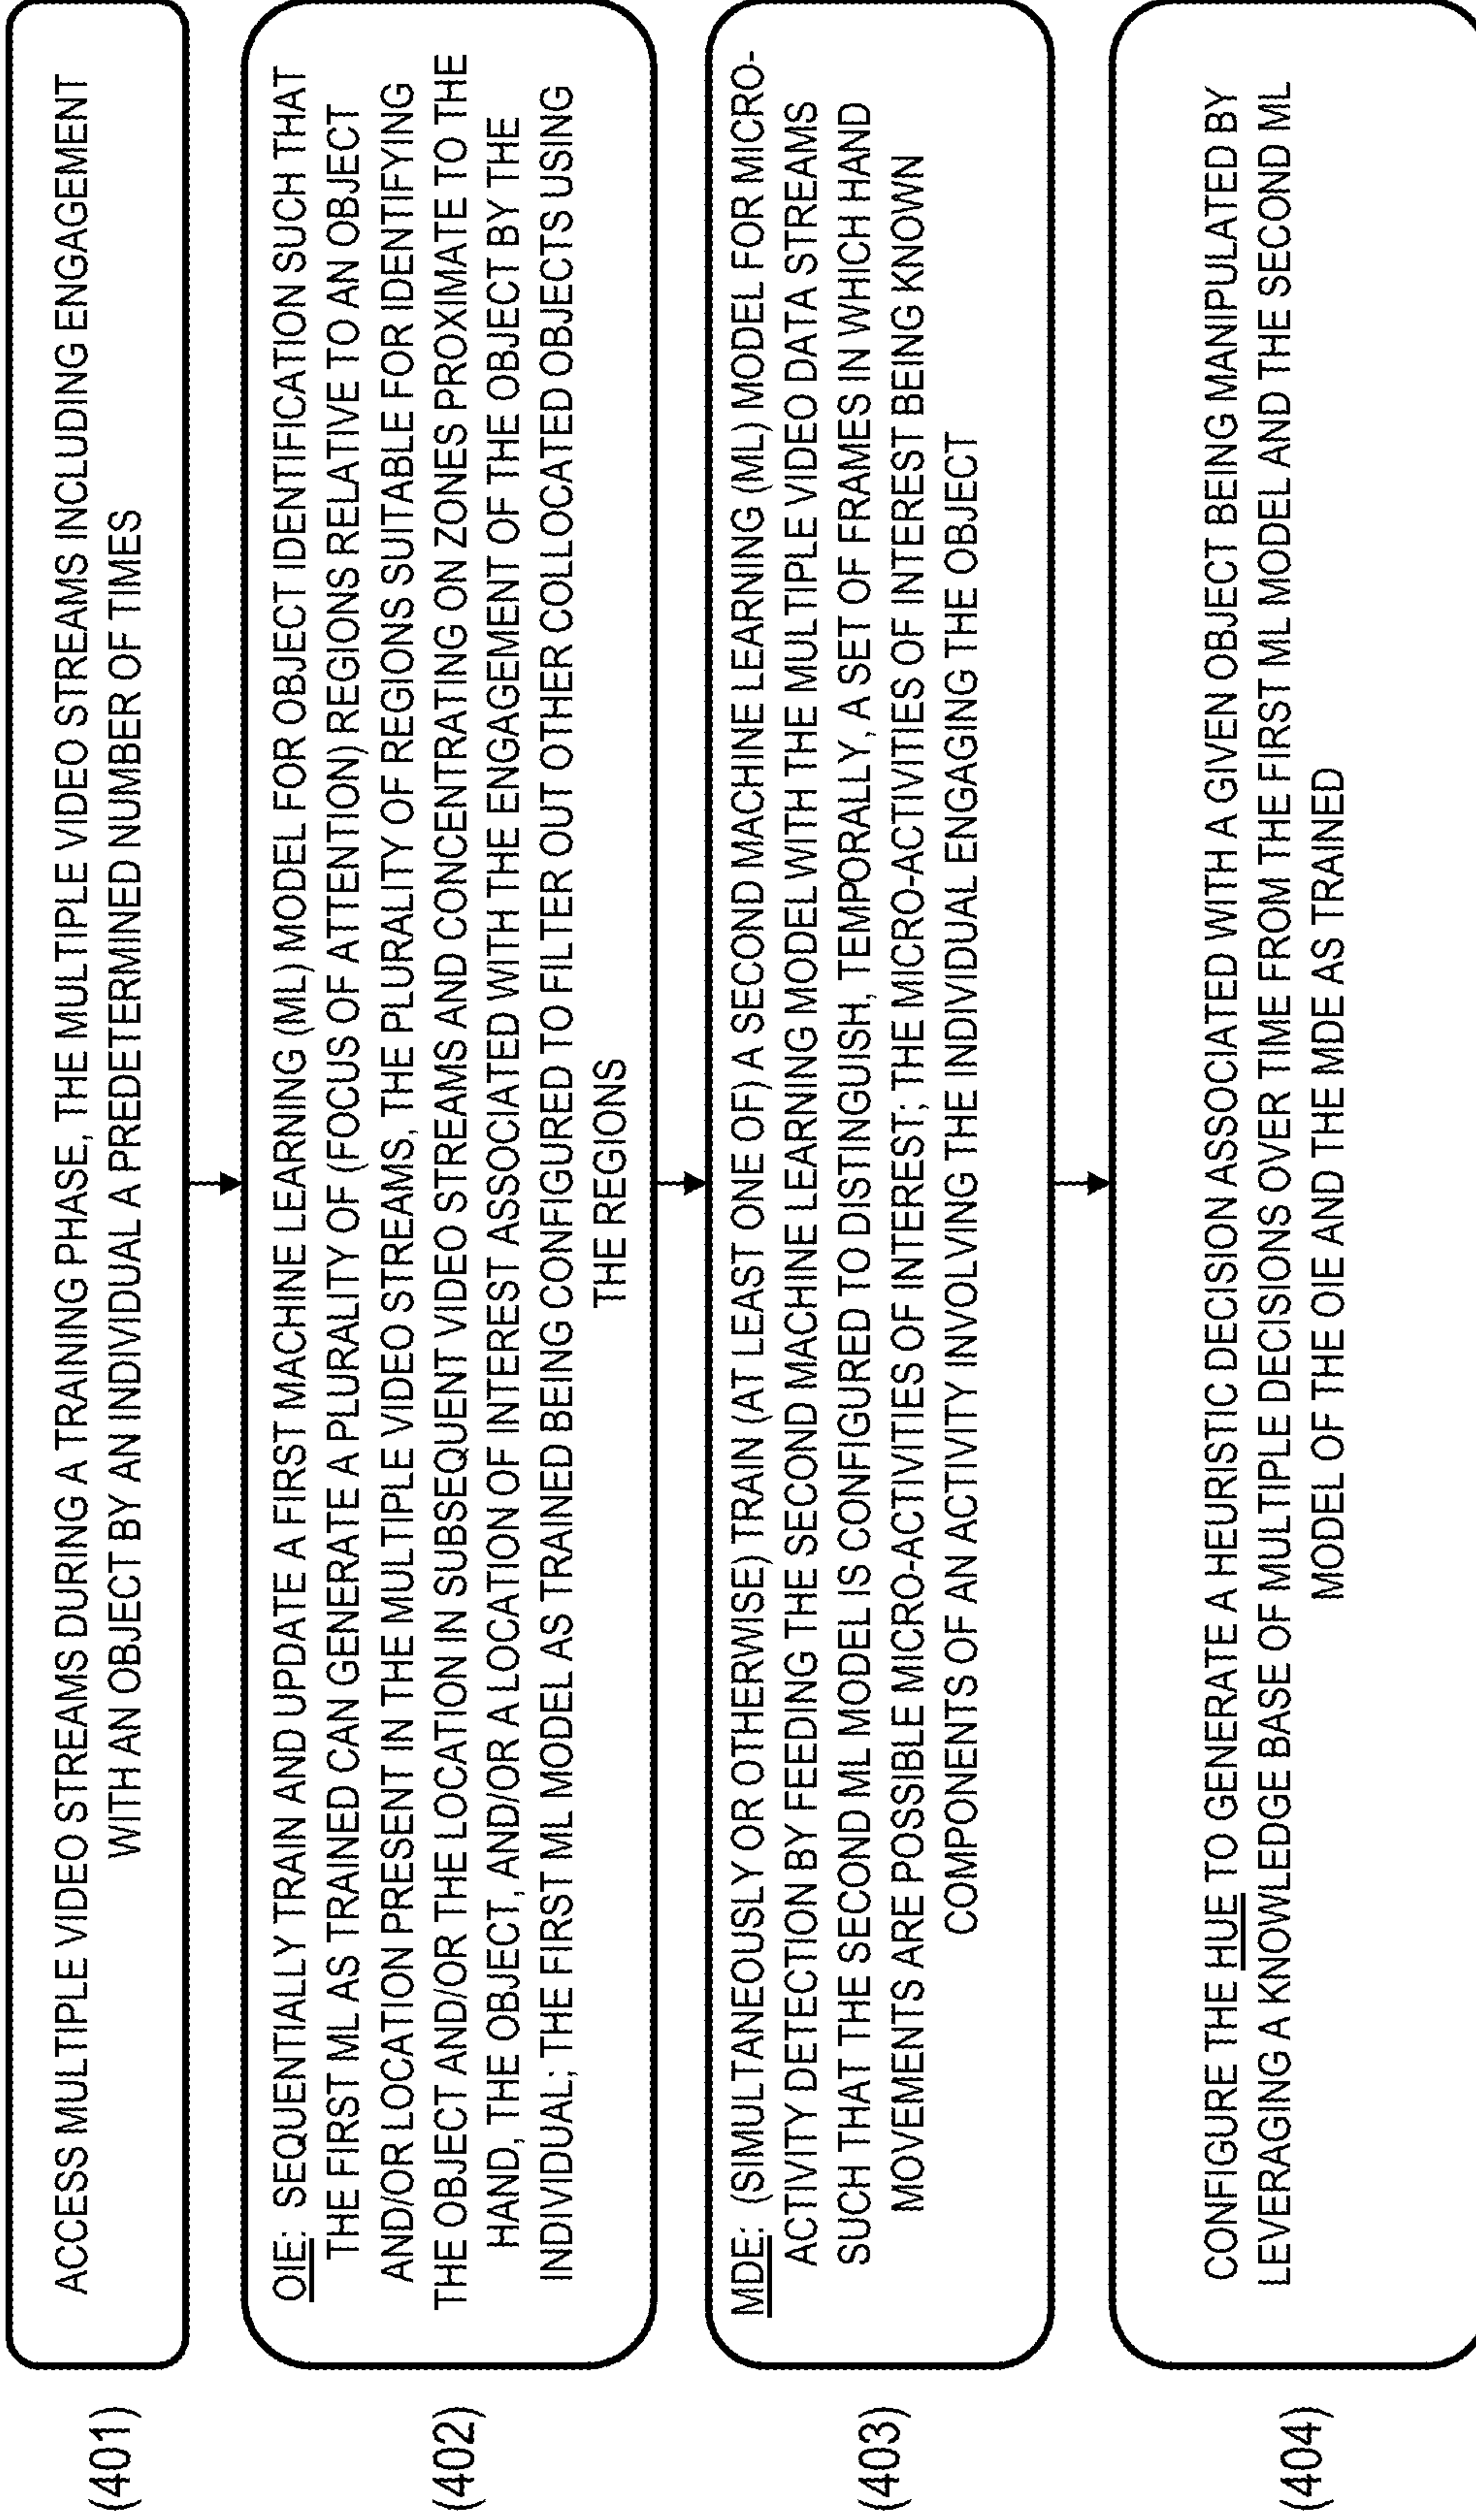 (401)
ACCESS MULTIPLE VIDEO STREAMS DURING A TRAINING PHASE, THE MULTIPLE VIDEO STREAMS INCLUDING ENGAGEMENT
WITH AN OBJECT BY AN INDIVIDUAL A PREDETERMINED NUMBER OF TIMES
(402)
OIE: SEQUENTIALLY TRAIN AND UPDATE A FIRST MACHINE LEARNING (ML) MODEL FOR OBJECT IDENTIFICATION SUCH THAT
THE FIRST ML AS TRAINED CAN GENERATE A PLURALITY OF (FOCUS OF ATTENTION) REGIONS RELATIVE TO AN OBJECT
AND/OR LOCATION PRESENT IN THE MULTIPLE VIDEO STREAMS, THE PLURALITY OF REGIONS SUITABLE FOR IDENTIFYING
THE OBJECT AND/OR THE LOCATION IN SUBSEQUENT VIDEO STREAMS AND CONCENTRATING ON ZONES PROXIMATE TO THE
HAND, THE OBJECT, AND/OR A LOCATION OF INTEREST ASSOCIATED WITH THE ENGAGEMENT OF THE OBJECT BY THE
INDIVIDUAL; THE FIRST ML MODEL AS TRAINED BEING CONFIGURED TO FILTER OUT OTHER COLLOCATED OBJECTS USING
THE REGIONS
(403)
MDE: (SIMULTANEOUSLY OR OTHERWISE) TRAIN (AT LEAST ONE OF) A SECOND MACHINE LEARNING (ML) MODEL FOR MICRO-
ACTIVITY DETECTION BY FEEDING THE SECOND MACHINE LEARNING MODEL WITH THE MULTIPLE VIDEO DATA STREAMS
SUCH THAT THE SECOND ML MODEL IS CONFIGURED TO DISTINGUISH, TEMPORALLY, A SET OF FRAMES IN WHICH HAND
MOVEMENTS ARE POSSIBLE MICRO-ACTIVITIES OF INTEREST; THE MICRO-ACTIVITIES OF INTEREST BEING KNOWN
COMPONENTS OF AN ACTIVITY INVOLVING THE INDIVIDUAL ENGAGING THE OBJECT
(404)
CONFIGURE THE HUE TO GENERATE A HEURISTIC DECISION ASSOCIATED WITH A GIVEN OBJECT BEING MANIPULATED BY
LEVERAGING A KNOWLEDGE BASE OF MULTIPLE DECISIONS OVER TIME FROM THE FIRST ML MODEL AND THE SECOND ML
MODEL OF THE OIE AND THE MDE AS TRAINED